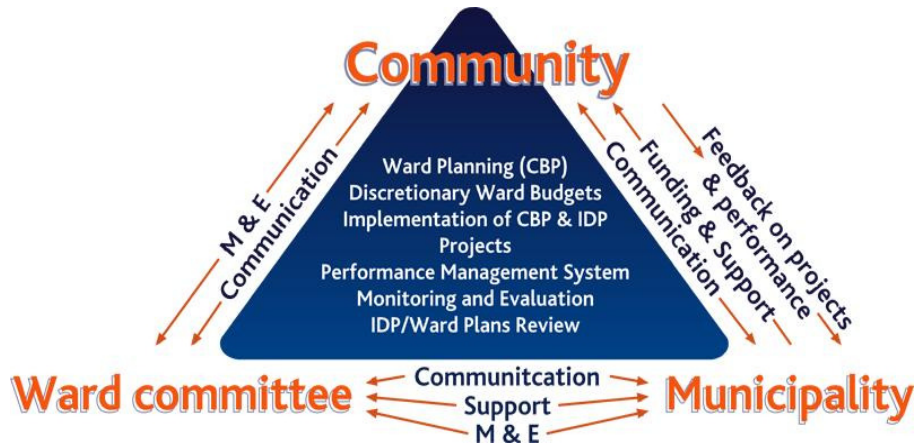 Community
M & E
Communication
Ward Planning (CBP)
Discretionary Ward Budgets
Implementation of CBP & IDP
Projects
Performance Management System
Monitoring and Evaluation
IDP/Ward Plans Review
Communication
Funding & Support
Feedback on projects
& performance
Ward committee
Communitcation
Support
M & E
Municipality